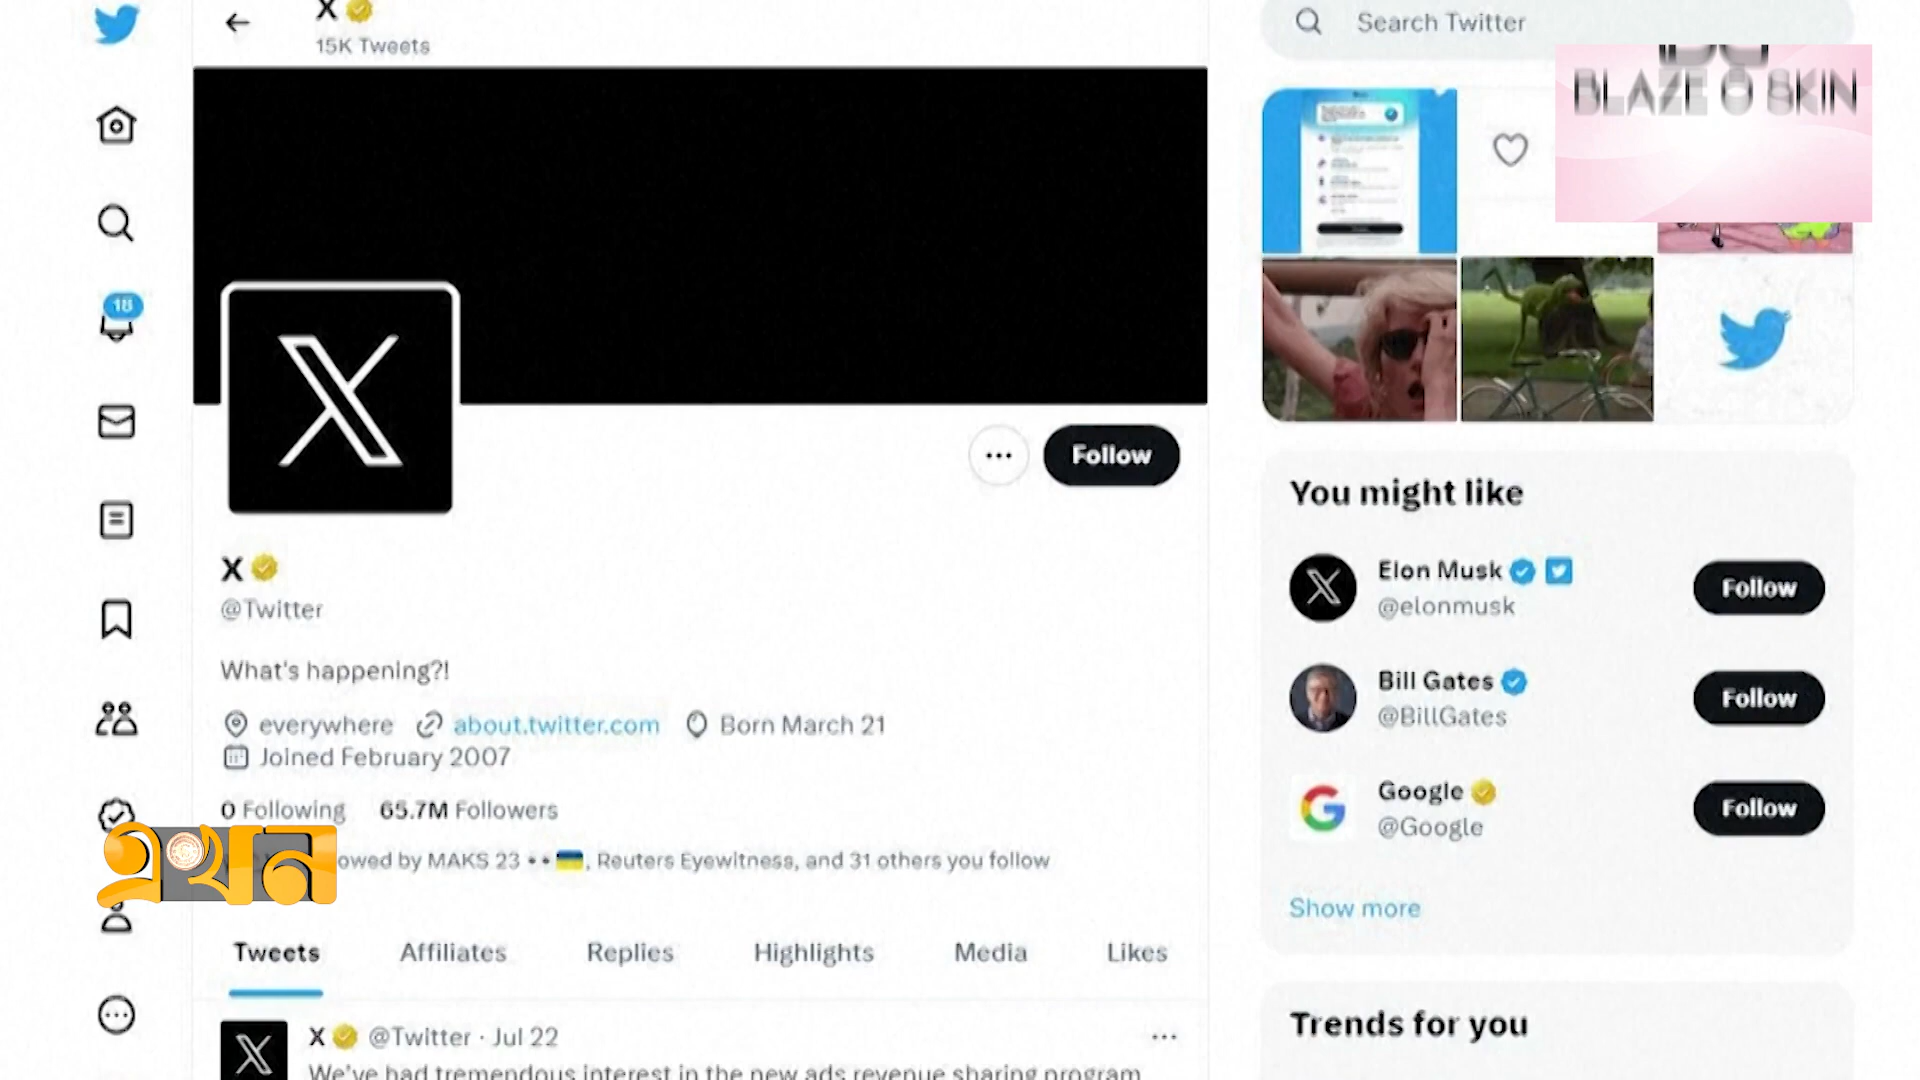 X
15K Tweets
Search Twitter
BLAZE O SKIN
18
Follow
X
@Twitter
What's happening?!
everywhere about.twitter.com Born March 21
Joined February 2007
0 Following 65.7M Followers
owed by MAKS 23 , Reuters Eyewitness, and 31 others you follow
এখন
Tweets Affiliates Replies Highlights Media Likes
X @Twitter · Jul 22
We've had tremendous interest in the new ads revenue sharing program
You might like
Elon Musk
@elonmusk
Follow
Bill Gates
@BillGates
Follow
Google
@Google
Follow
Show more
Trends for you